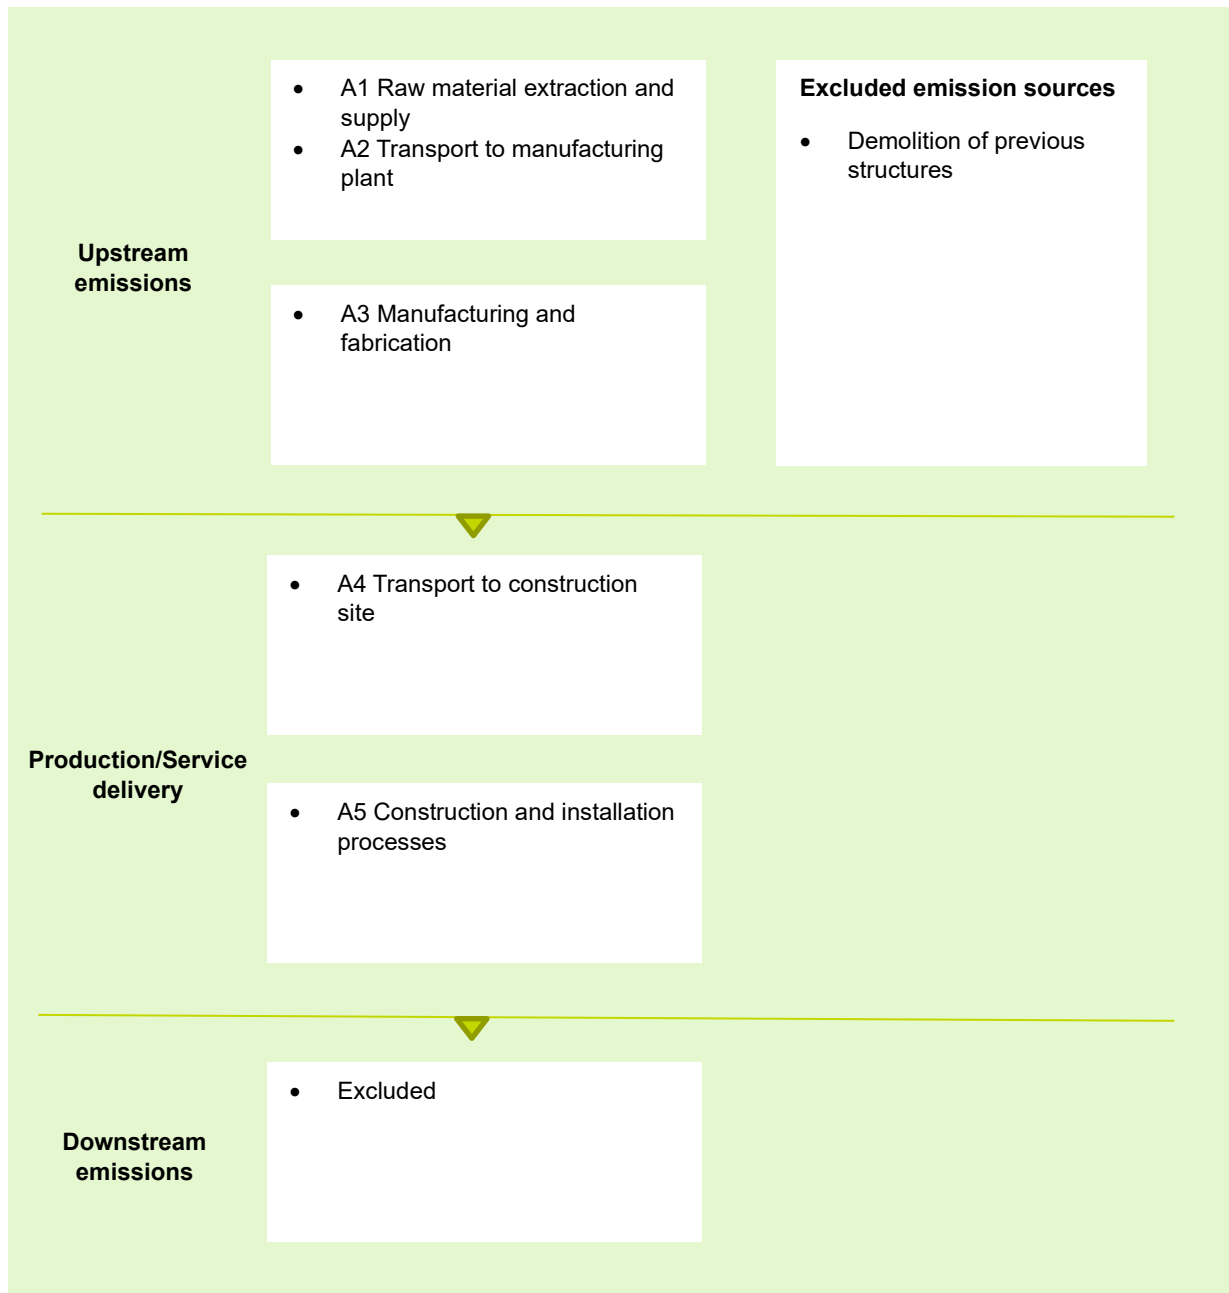 Upstream
emissions
• A1 Raw material extraction and
supply
• A2 Transport to manufacturing
plant
• A3 Manufacturing and
fabrication
Excluded emission sources
• Demolition of previous
structures
Production/Service
delivery
• A4 Transport to construction
site
• A5 Construction and installation
processes
Downstream
emissions
• Excluded